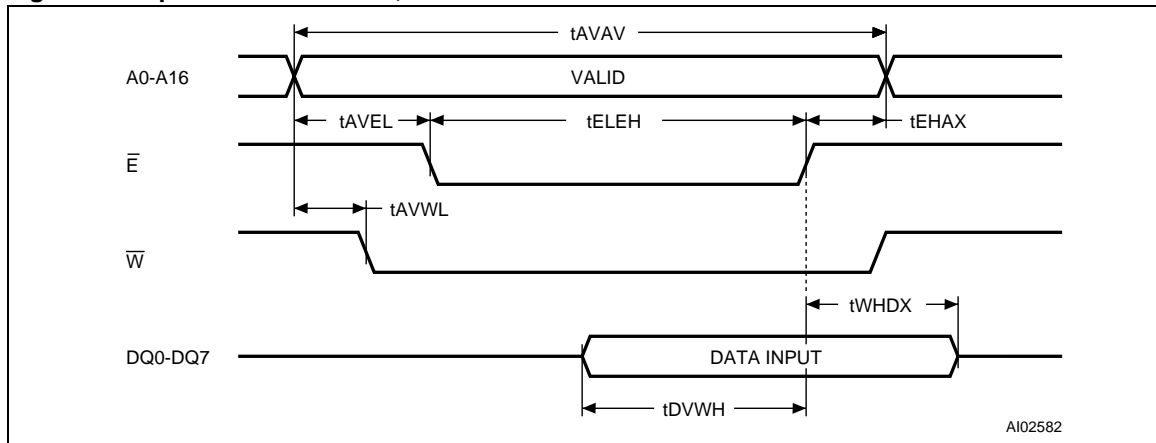 tAVAV
A0-A16
VALID
tAVEL
tELEH
tEHAX
E
tAVWL
W
tWHDX
DQ0-DQ7
DATA INPUT
tDVWH
AI02582